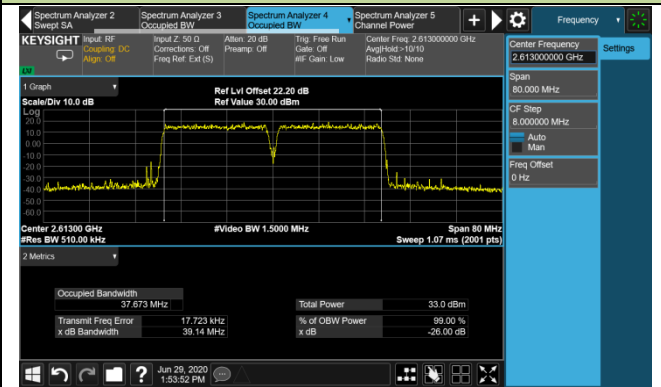 Spectrum Analyzer 2
Swept SA
Spectrum Analyzer 3
Occupied BW
Spectrum Analyzer 4
Occupied BW
Spectrum Analyzer 5
Channel Power
Frequency
KEYSIGHT
Input: RF
Coupling: DC
Align: Off
Input Z: 50 Ω
Corrections: Off
Freq Ref: Ext (S)
Atten: 20 dB
Preamp: Off
Trig: Free Run
Gate: Off
#IF Gain: Low
Center Freq: 2.613000000 GHz
Avg|Hold:>10/10
Radio Std: None
LV
Center Frequency
2.613000000 GHz
Settings
Span
80.000 MHz
CF Step
8.000000 MHz
Auto
Man
Freq Offset
0 Hz
1 Graph
Scale/Div 10.0 dB
Ref Lvl Offset 22.20 dB
Ref Value 30.00 dBm
Log
20.0
10.0
0.00
-10.0
-20.0
-30.0
-40.0
-50.0
-60.0
Center 2.61300 GHz
#Res BW 510.00 kHz
#Video BW 1.5000 MHz
Span 80 MHz
Sweep 1.07 ms (2001 pts)
2 Metrics
Occupied Bandwidth
37.673 MHz
Transmit Freq Error 17.723 kHz
x dB Bandwidth 39.14 MHz
Total Power 33.0 dBm
% of OBW Power 99.00 %
x dB -26.00 dB
Jun 29, 2020
1:53:52 PM